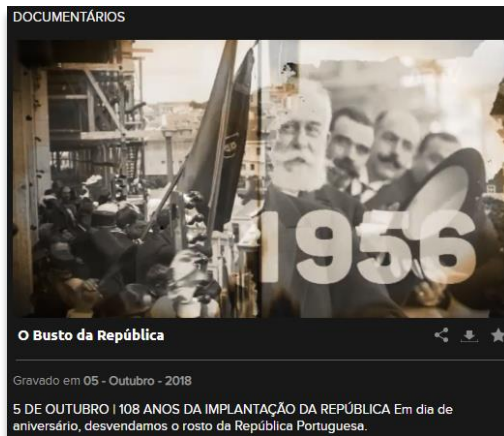 DOCUMENTÁRIOS
1956
O Busto da República
Gravado em 05 - Outubro - 2018
5 DE OUTUBRO | 108 ANOS DA IMPLANTAÇÃO DA REPÚBLICA Em dia de
aniversário, desvendamos o rosto da República Portuguesa.